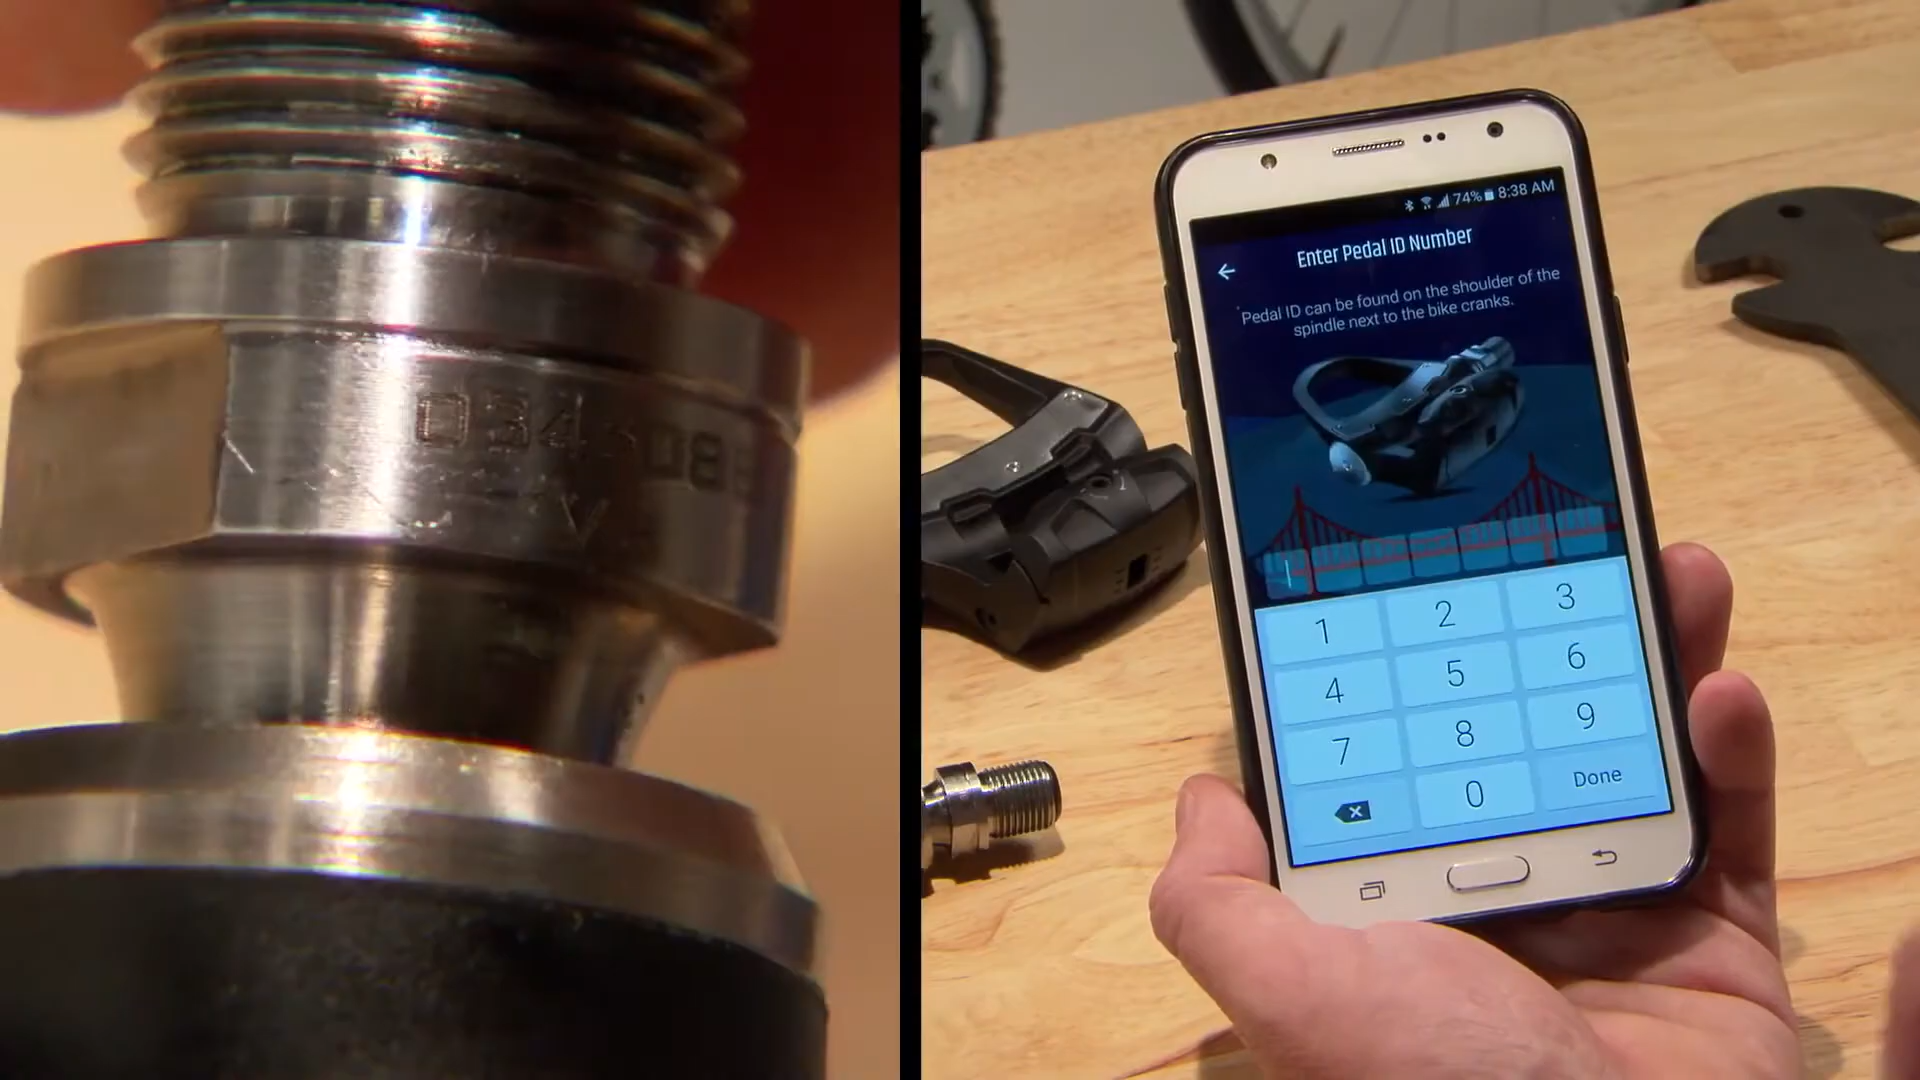 74% 8:38 AM
Enter Pedal ID Number
Pedal ID can be found on the shoulder of the
spindle next to the bike cranks.
1 2 3
4 5 6
7 8 9
0 Done